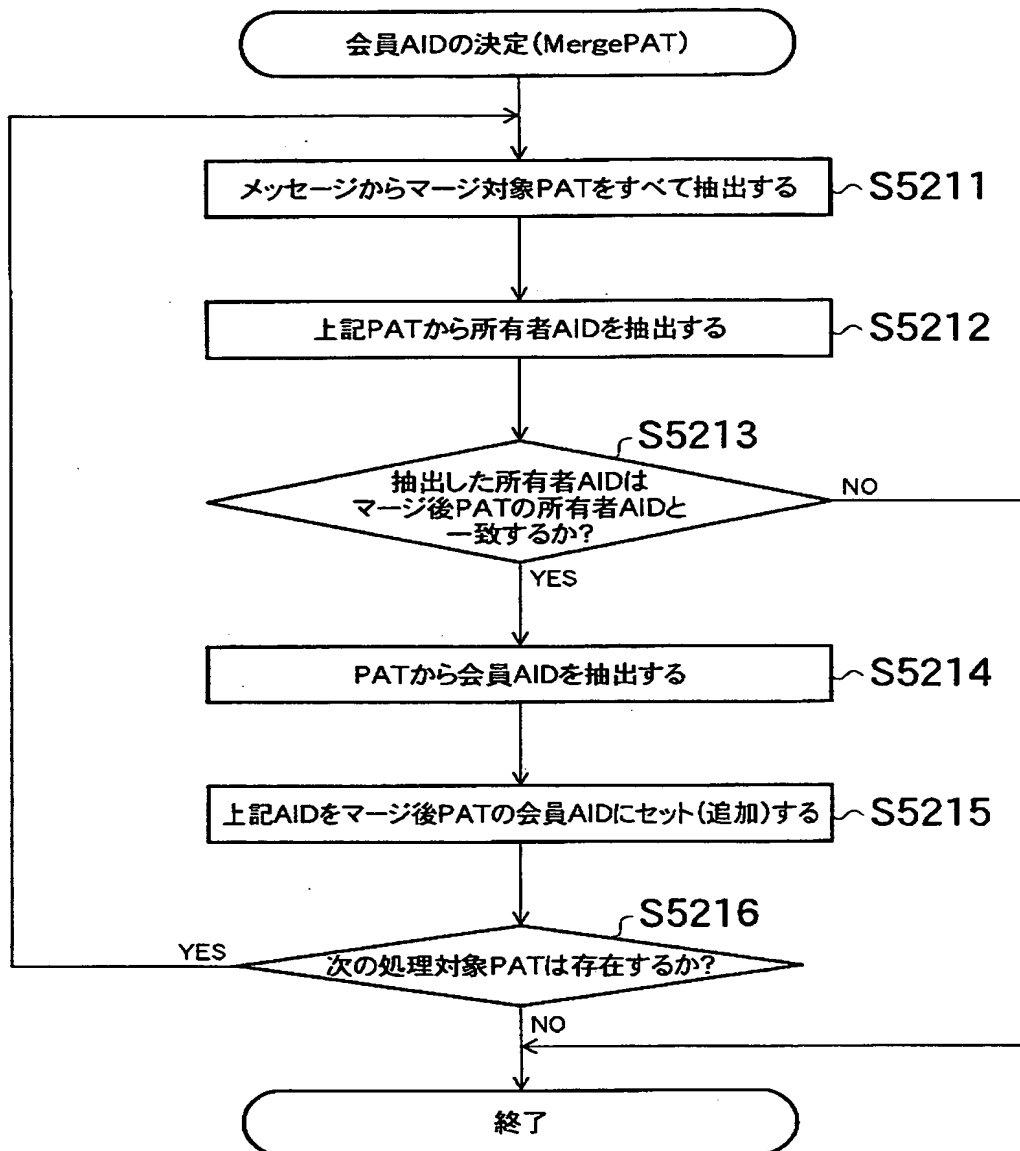 会員AIDの決定(MergePAT)
メッセージからマージ対象PATをすべて抽出する
S5211
上記PATから所有者AIDを抽出する
S5212
S5213
抽出した所有者AIDは
マージ後PATの所有者AIDと
一致するか?
NO
YES
PATから会員AIDを抽出する
S5214
上記AIDをマージ後PATの会員AIDにセット(追加)する
S5215
S5216
YES
次の処理対象PATは存在するか?
NO
終了